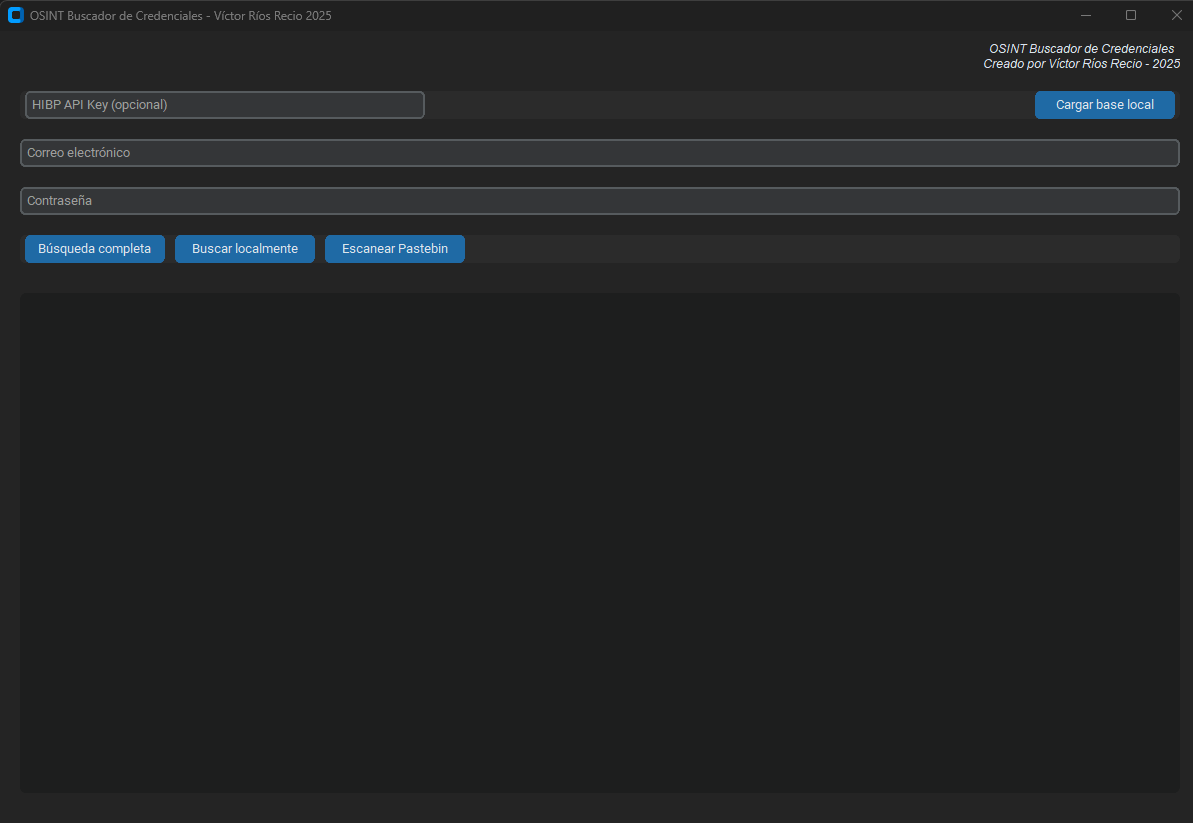 OSINT Buscador de Credenciales - Víctor Ríos Recio 2025
OSINT Buscador de Credenciales
Creado por Víctor Ríos Recio - 2025
HIBP API Key (opcional)
Cargar base local
Correo electrónico
Contraseña
Búsqueda completa
Buscar localmente
Escanear Pastebin